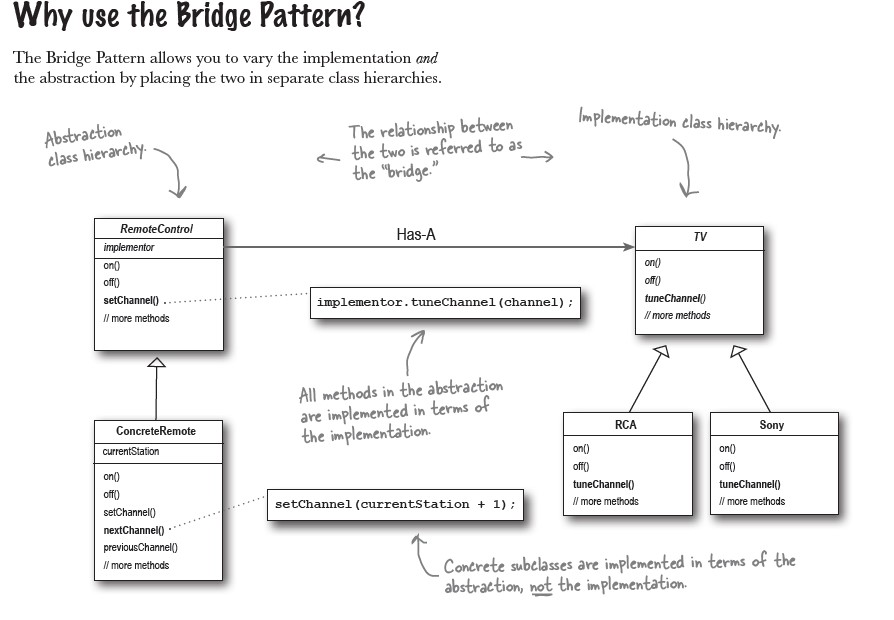 Why use the Bridge Pattern?
The Bridge Pattern allows you to vary the implementation and
the abstraction by placing the two in separate class hierarchies.
Abstraction
class hierarchy.
The relationship between
the two is referred to as
the "bridge."
Implementation class hierarchy.
RemoteControl
implementor
on()
off()
setChannel()
// more methods
Has-A
implementor.tuneChannel(channel);
TV
on()
off()
tuneChannel()
// more methods
All methods in the abstraction
are implemented in terms of
the implementation.
ConcreteRemote
currentStation
on()
off()
setChannel()
nextChannel()
previousChannel()
// more methods
setChannel(currentStation + 1);
RCA
on()
off()
tuneChannel()
// more methods
Sony
on()
off()
tuneChannel()
// more methods
Concrete subclasses are implemented in terms of the
abstraction, not the implementation.